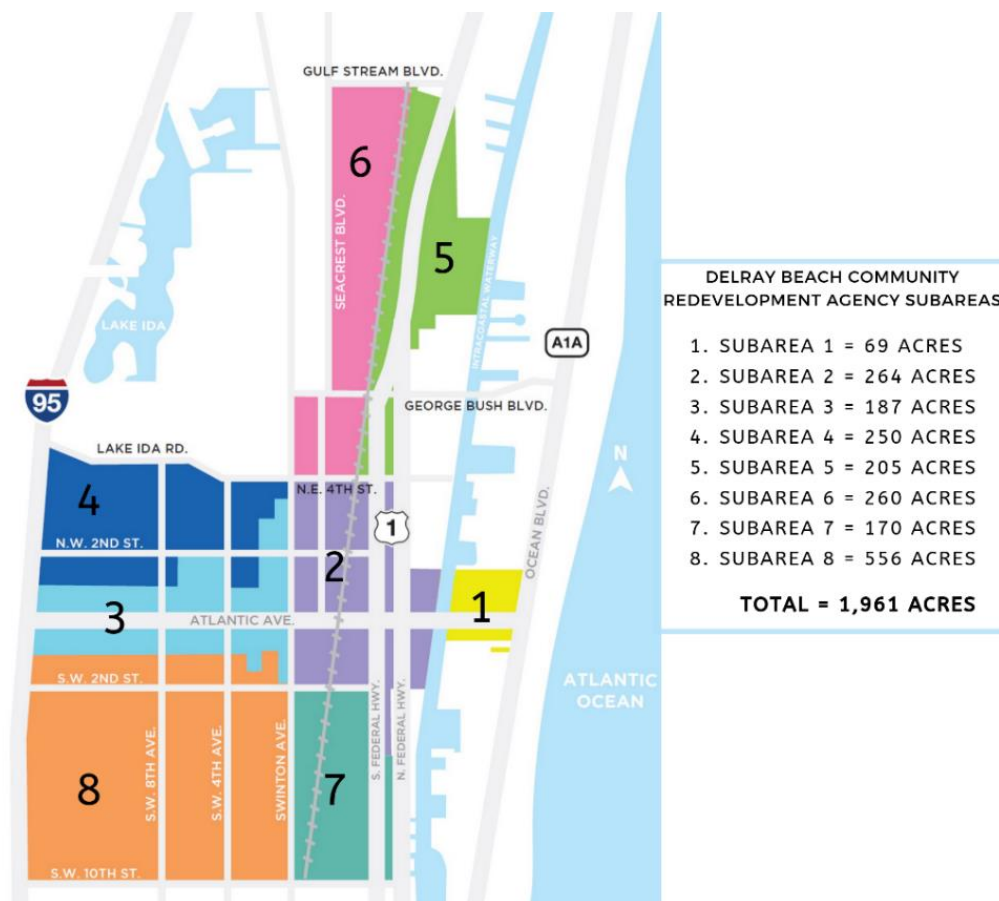 GULF STREAM BLVD.
6
SEACREST BLVD.
5
INTRACOASTAL WATERWAY
LAKE IDA
A1A
95
GEORGE BUSH BLVD.
LAKE IDA RD.
N
N.E. 4TH ST.
4
1
OCEAN BLVD.
N.W. 2ND ST.
2
3
1
ATLANTIC AVE.
S.W. 2ND ST.
ATLANTIC
OCEAN
S.W. 8TH AVE.
S.W. 4TH AVE.
SWINTON AVE.
S. FEDERAL HWY.
N. FEDERAL HWY.
8
7
S.W. 10TH ST.
DELRAY BEACH COMMUNITY
REDEVELOPMENT AGENCY SUBAREAS
1. SUBAREA 1 = 69 ACRES
2. SUBAREA 2 = 264 ACRES
3. SUBAREA 3 = 187 ACRES
4. SUBAREA 4 = 250 ACRES
5. SUBAREA 5 = 205 ACRES
6. SUBAREA 6 = 260 ACRES
7. SUBAREA 7 = 170 ACRES
8. SUBAREA 8 = 556 ACRES
TOTAL = 1,961 ACRES